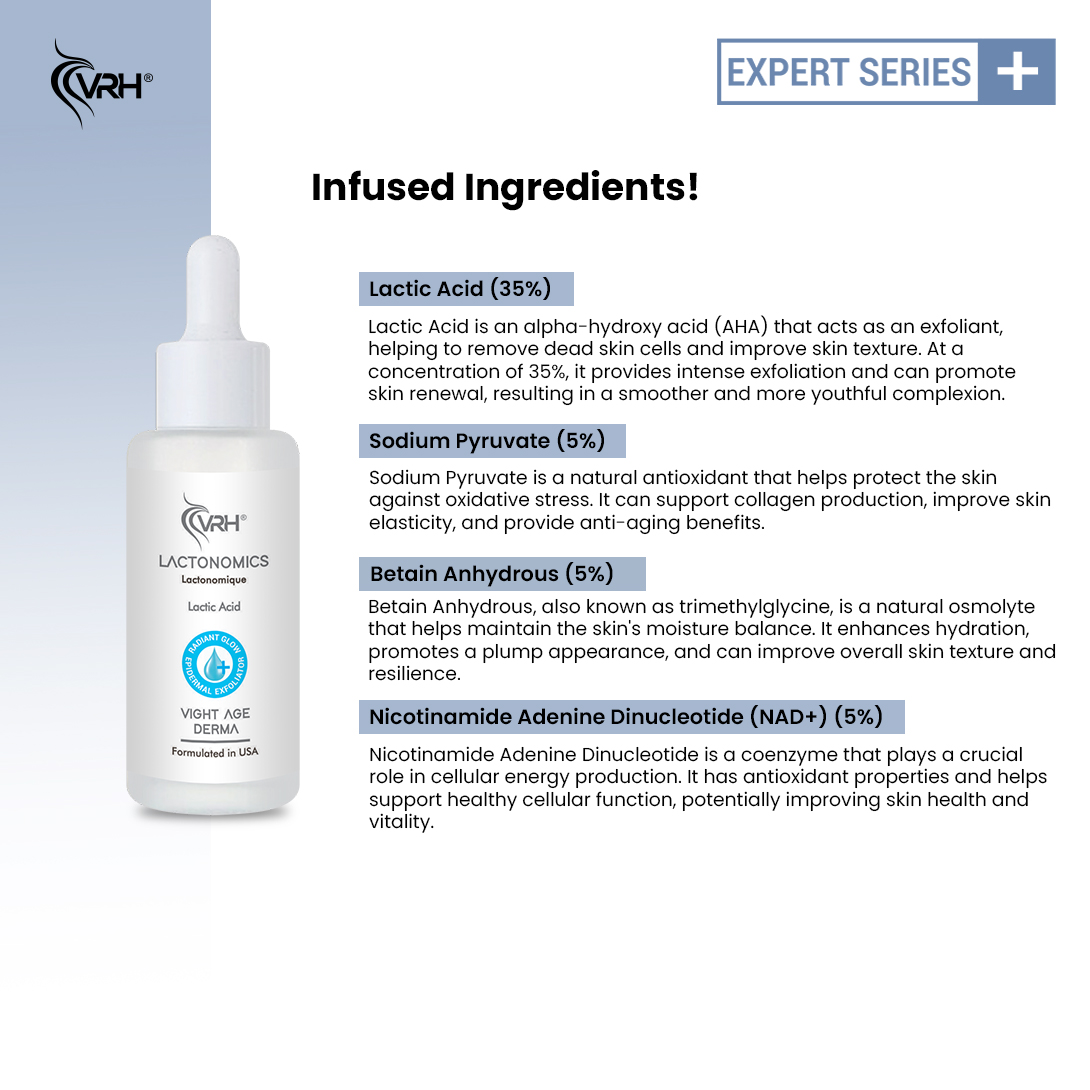 VRH®
EXPERT SERIES +
Infused Ingredients!
Lactic Acid (35%)
Lactic Acid is an alpha-hydroxy acid (AHA) that acts as an exfoliant,
helping to remove dead skin cells and improve skin texture. At a
concentration of 35%, it provides intense exfoliation and can promote
skin renewal, resulting in a smoother and more youthful complexion.
Sodium Pyruvate (5%)
Sodium Pyruvate is a natural antioxidant that helps protect the skin
against oxidative stress. It can support collagen production, improve skin
elasticity, and provide anti-aging benefits.
Betain Anhydrous (5%)
Betain Anhydrous, also known as trimethylglycine, is a natural osmolyte
that helps maintain the skin's moisture balance. It enhances hydration,
promotes a plump appearance, and can improve overall skin texture and
resilience.
Nicotinamide Adenine Dinucleotide (NAD+) (5%)
Nicotinamide Adenine Dinucleotide is a coenzyme that plays a crucial
role in cellular energy production. It has antioxidant properties and helps
support healthy cellular function, potentially improving skin health and
vitality.
VRH®
LACTONOMICS
Lactonomique
Lactic Acid
RADIANT GLOW
EPIDERMAL EXFOLIATOR
VIGHT AGE
DERMA
Formulated in USA